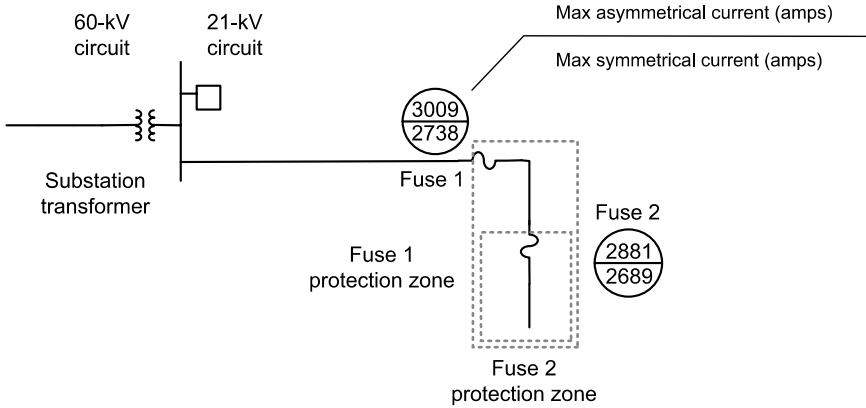 60-kV
circuit
21-kV
circuit
Max asymmetrical current (amps)
Max symmetrical current (amps)
3009
2738
Substation
transformer
Fuse 1
Fuse 2
2881
2689
Fuse 1
protection zone
Fuse 2
protection zone